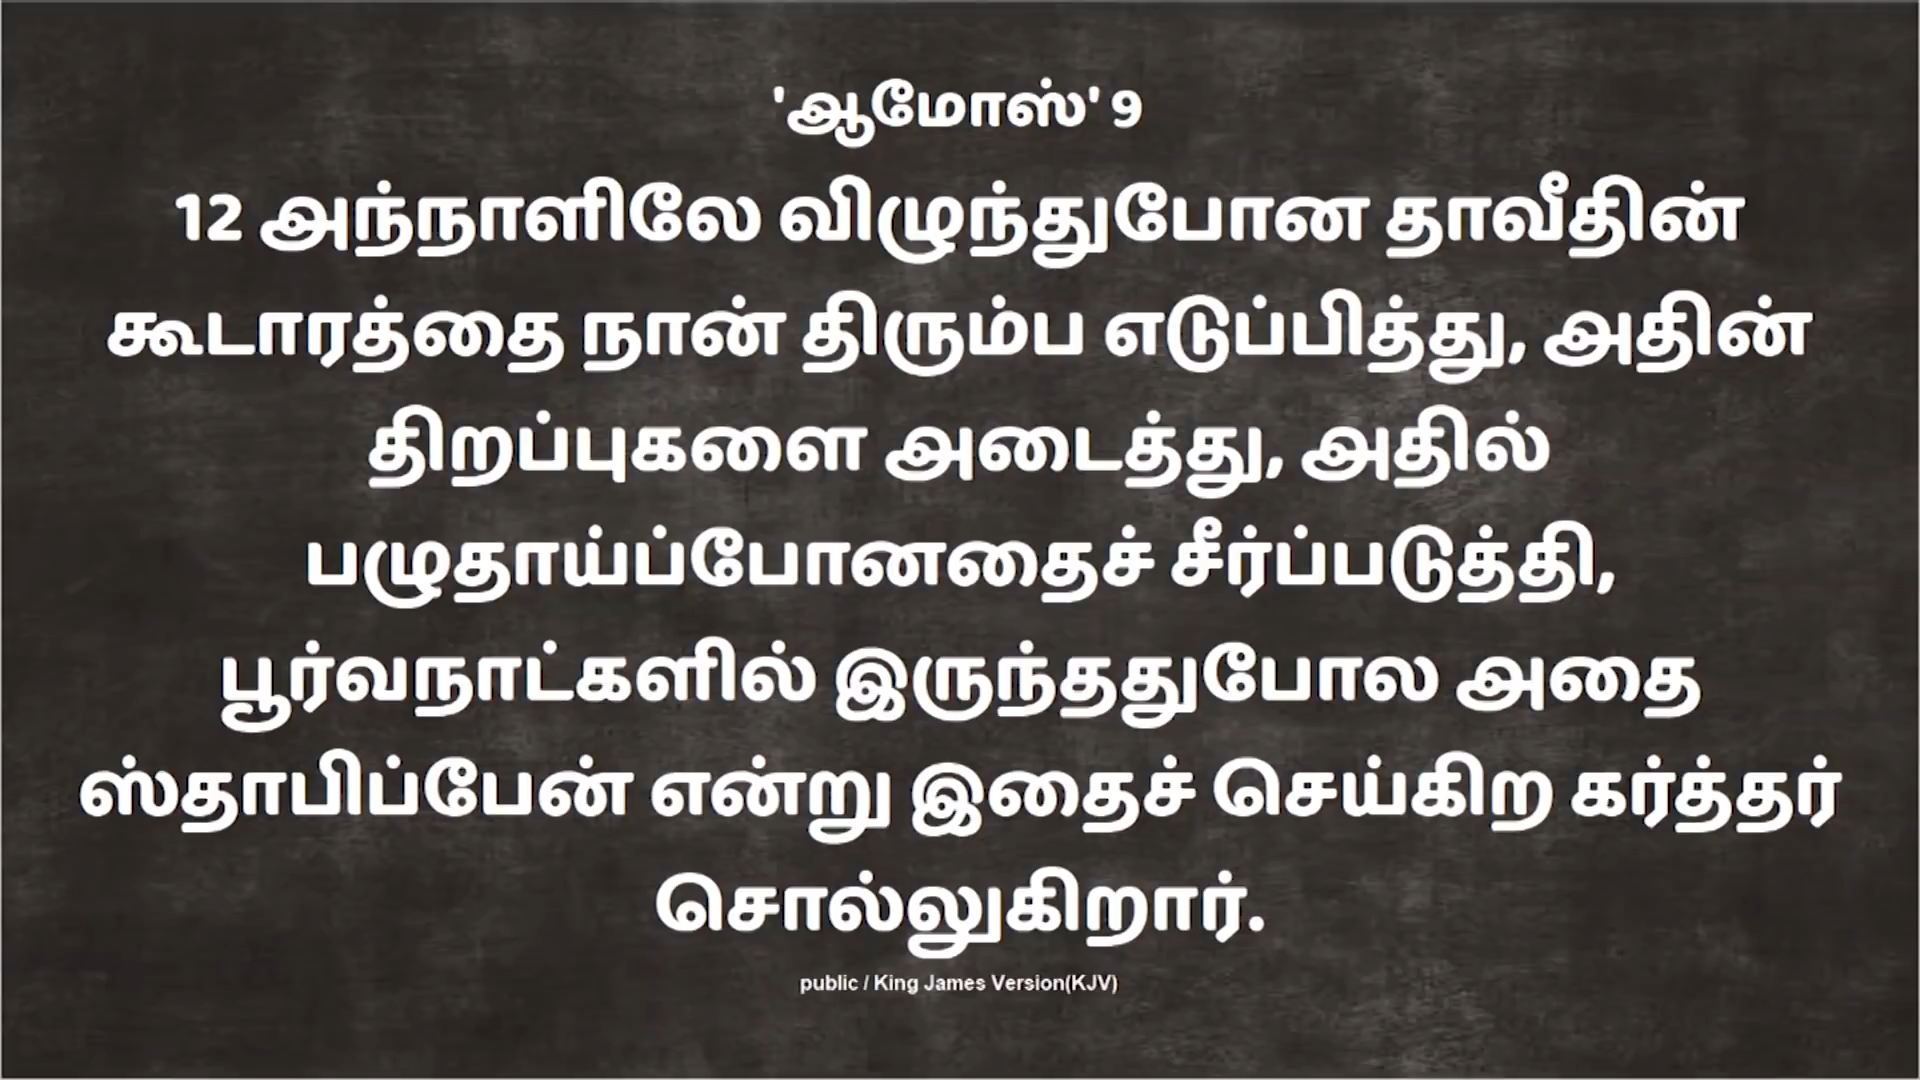 'ஆமோஸ்' 9
12 அந்நாளிலே விழுந்துபோன தாவீதின்
கூடாரத்தை நான் திரும்ப எடுப்பித்து, அதின்
திறப்புகளை அடைத்து, அதில்
பழுதாய்ப்போனதைச் சீர்ப்படுத்தி,
பூர்வநாட்களில் இருந்ததுபோல அதை
ஸ்தாபிப்பேன் என்று இதைச் செய்கிற கர்த்தர்
சொல்லுகிறார்.
public / King James Version(KJV)